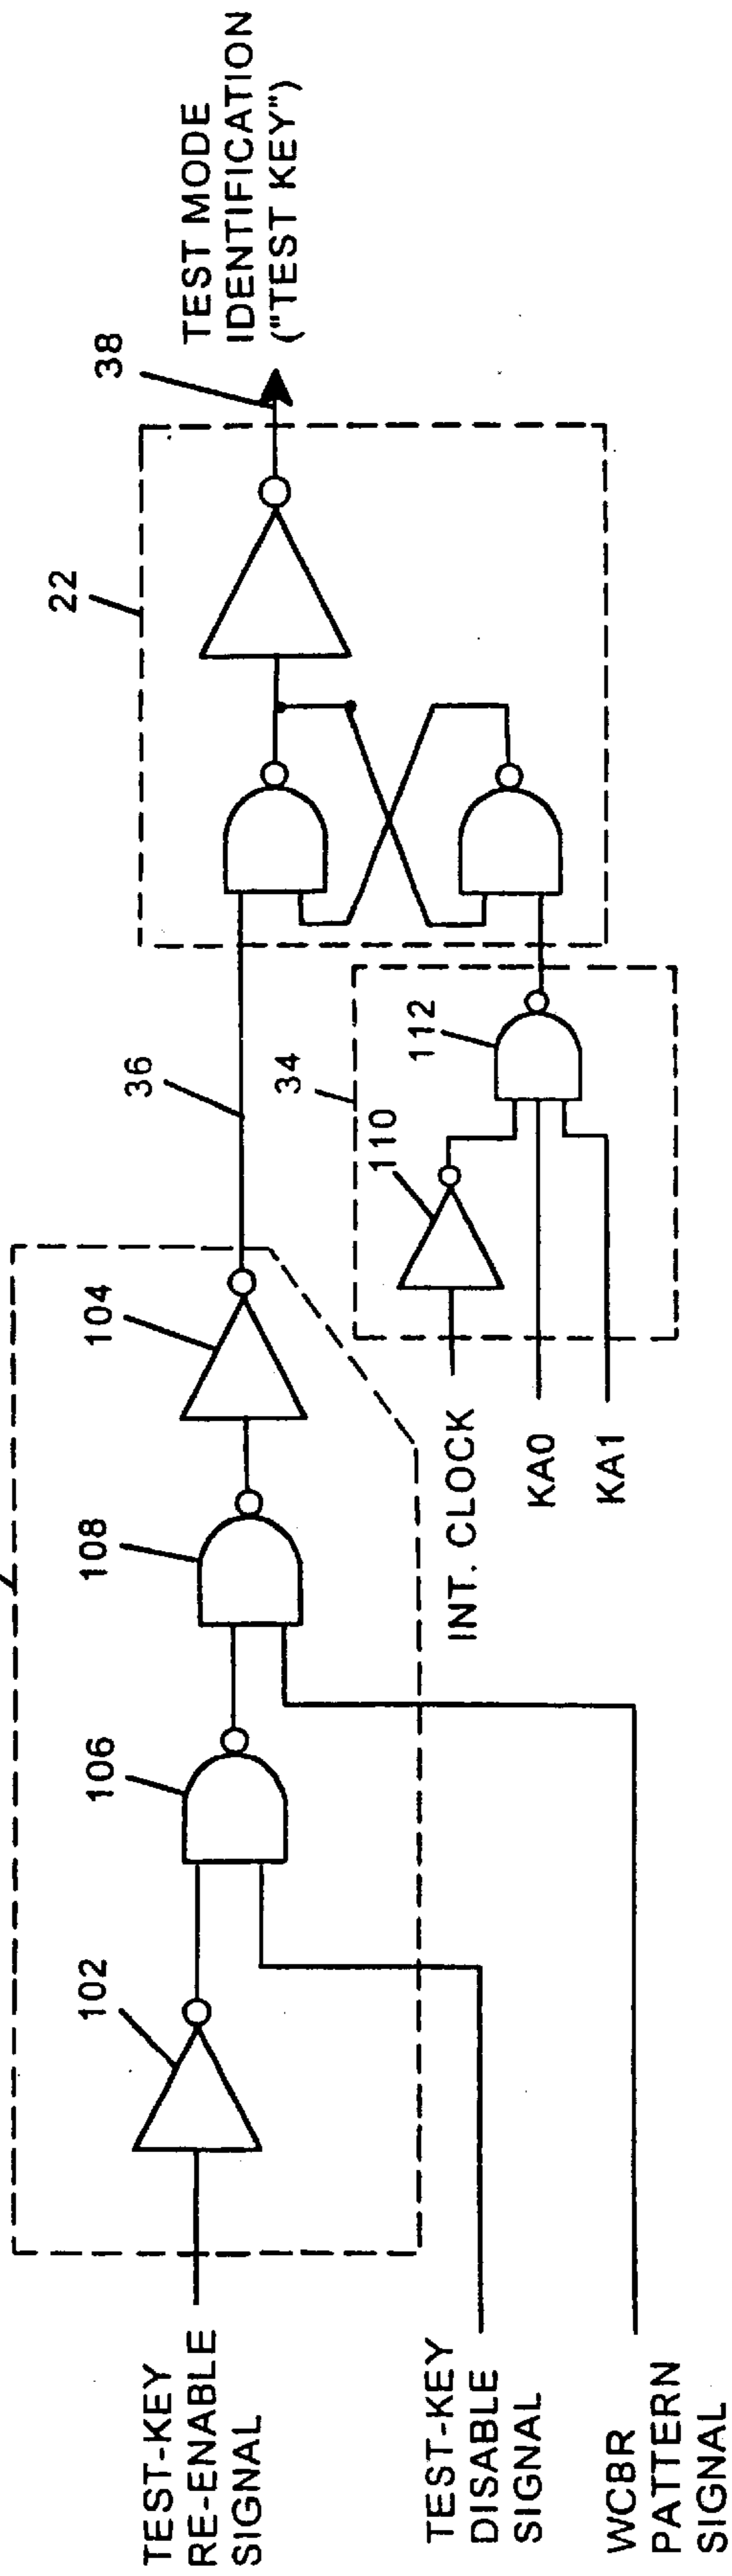 TEST-KEY
RE-ENABLE
SIGNAL
TEST-KEY
DISABLE
SIGNAL
WCBR
PATTERN
SIGNAL
102
106
108
104
INT. CLOCK
KA0
KA1
110
112
34
36
22
38
TEST MODE
IDENTIFICATION
("TEST KEY")